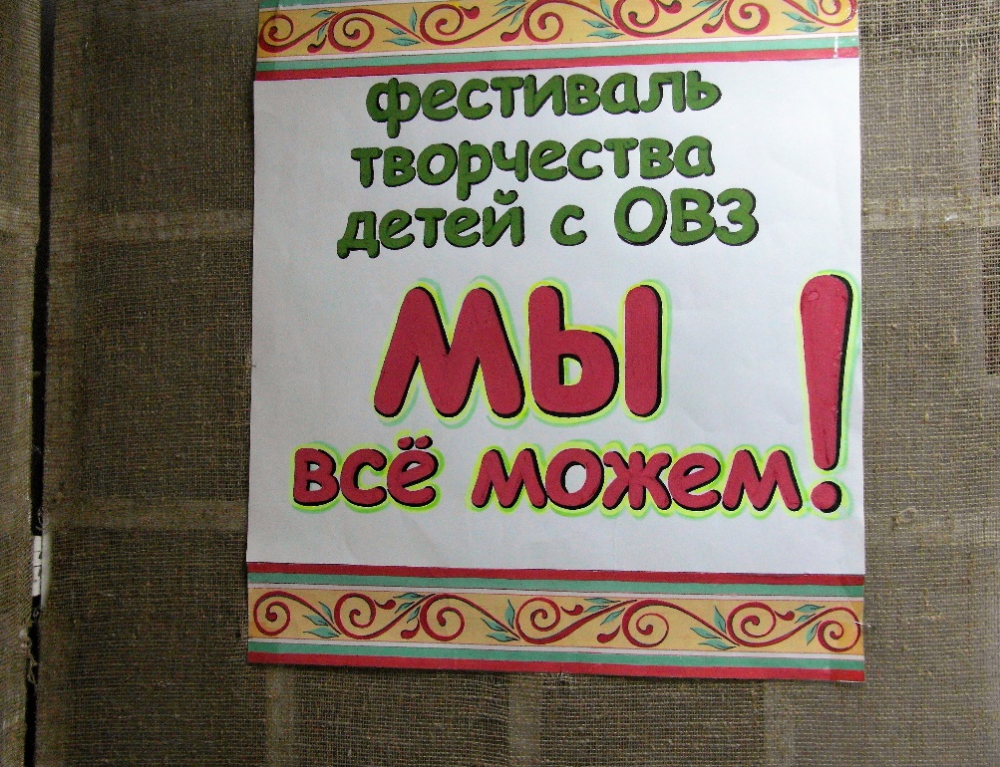 фестиваль
творчества
детей с ОВЗ
МЫ
всё можем!